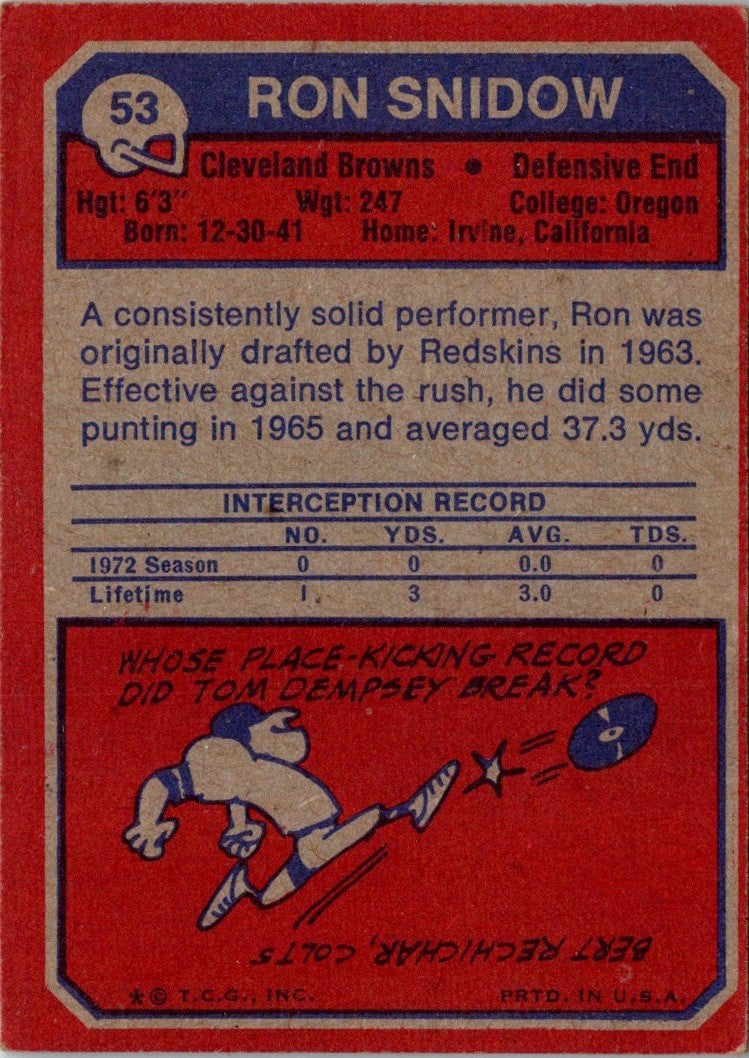 53
RON SNIDOW
Cleveland Browns • Defensive End
Hgt: 6'3" Wgt: 247 College: Oregon
Born: 12-30-41 Home: Irvine, California
A consistently solid performer, Ron was
originally drafted by Redskins in 1963.
Effective against the rush, he did some
punting in 1965 and averaged 37.3 yds.
INTERCEPTION RECORD
NO. YDS. AVG. TDS.
1972 Season 0 0 0.0 0
Lifetime 1 3 3.0 0
WHOSE PLACE-KICKING RECORD
DID TOM DEMPSEY BREAK?
BERT RECHICHAR, COLTS
* © T.C.G., INC. PRTD. IN U.S.A.